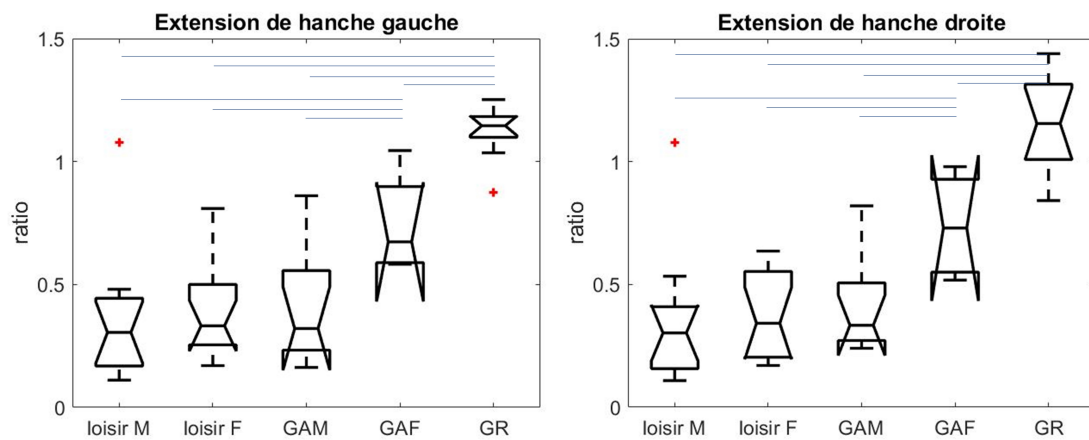 Extension de hanche gauche
1.5
1
0.5
0
ratio
loisir M loisir F GAM GAF GR
Extension de hanche droite
1.5
1
0.5
0
ratio
loisir M loisir F GAM GAF GR